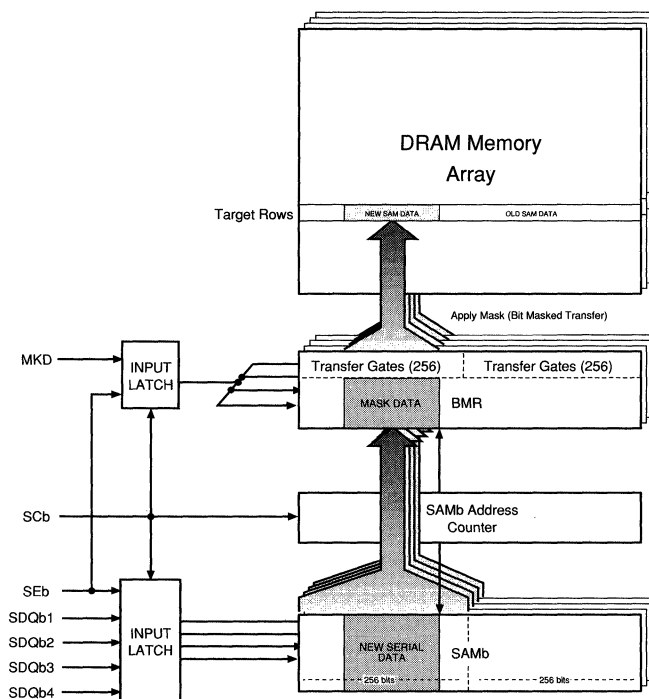 DRAM Memory
Array
Target Rows
NEW SAM DATA
OLD SAM DATA
Apply Mask (Bit Masked Transfer)
MKD
INPUT
LATCH
Transfer Gates (256)
Transfer Gates (256)
MASK DATA
BMR
SCb
SAMb Address
Counter
SEb
SDQb1
SDQb2
SDQb3
SDQb4
INPUT
LATCH
NEW SERIAL
DATA
SAMb
256 bits
256 bits